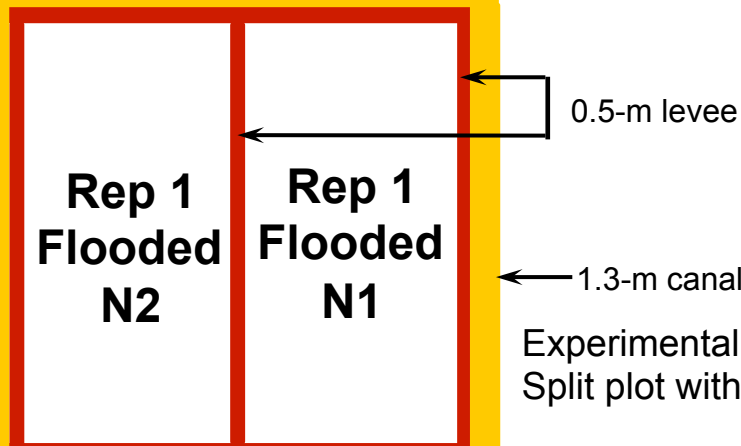 Rep 1
Flooded
N2
Rep 1
Flooded
N1
0.5-m levee
1.3-m canal
Experimental
Split plot with